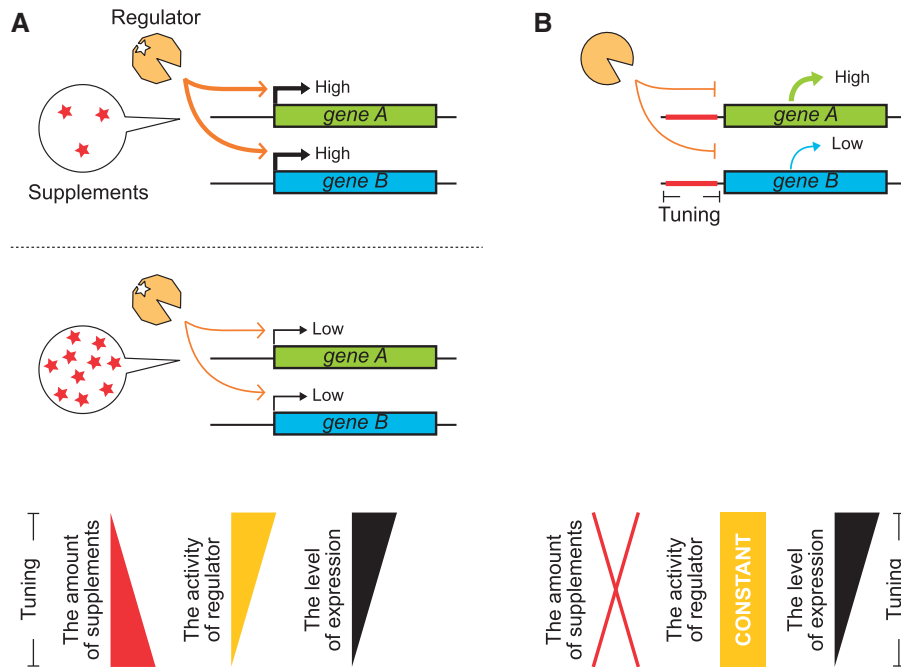 A
Regulator
High
gene A
High
gene B
Supplements
Low
gene A
Low
gene B
Tuning
The amount
of supplements
The activity
of regulator
The level
of expression
B
High
gene A
Low
gene B
Tuning
The amount
of supplements
The activity
of regulator
CONSTANT
The level
of expression
Tuning